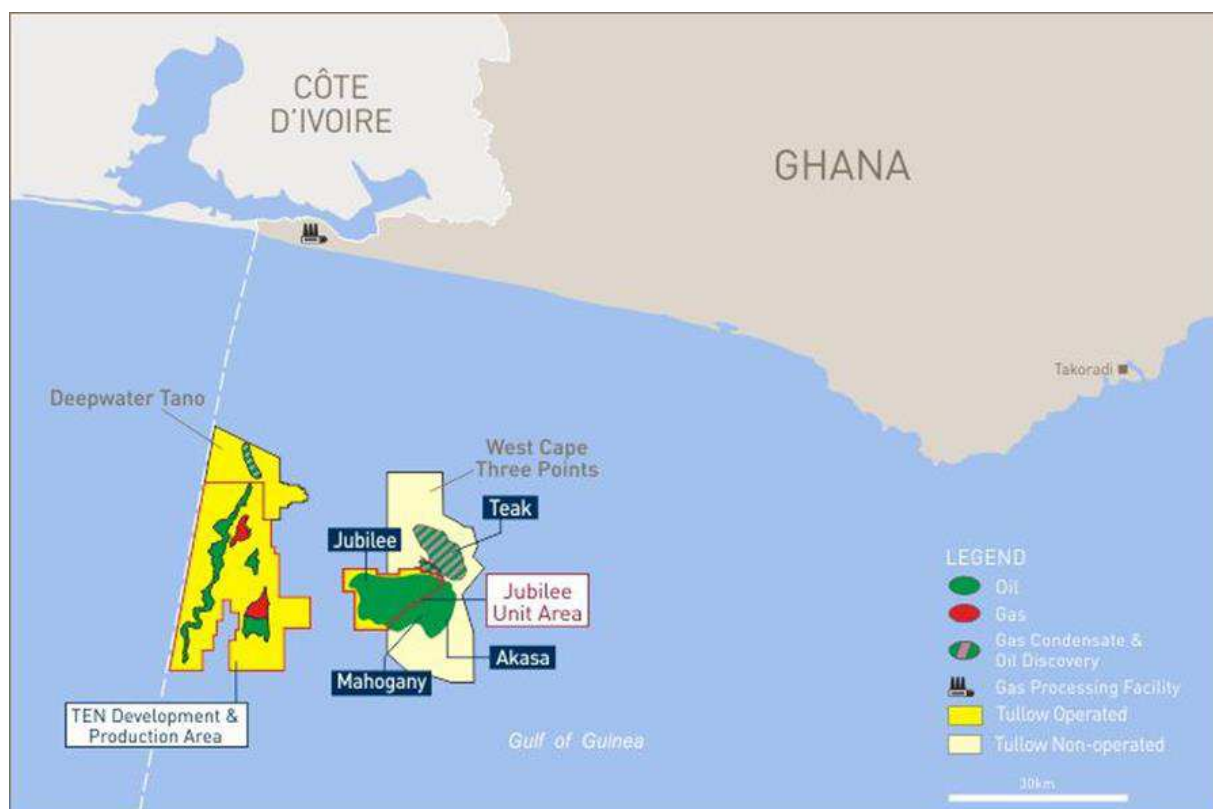 CÔTE
D'IVOIRE
GHANA
Takoradi
Deepwater Tano
West Cape
Three Points
Teak
Jubilee
Jubilee
Unit Area
Akasa
Mahogany
TEN Development &
Production Area
Gulf of Guinea
LEGEND
Oil
Gas
Gas Condensate &
Oil Discovery
Gas Processing Facility
Tullow Operated
Tullow Non-operated
30km